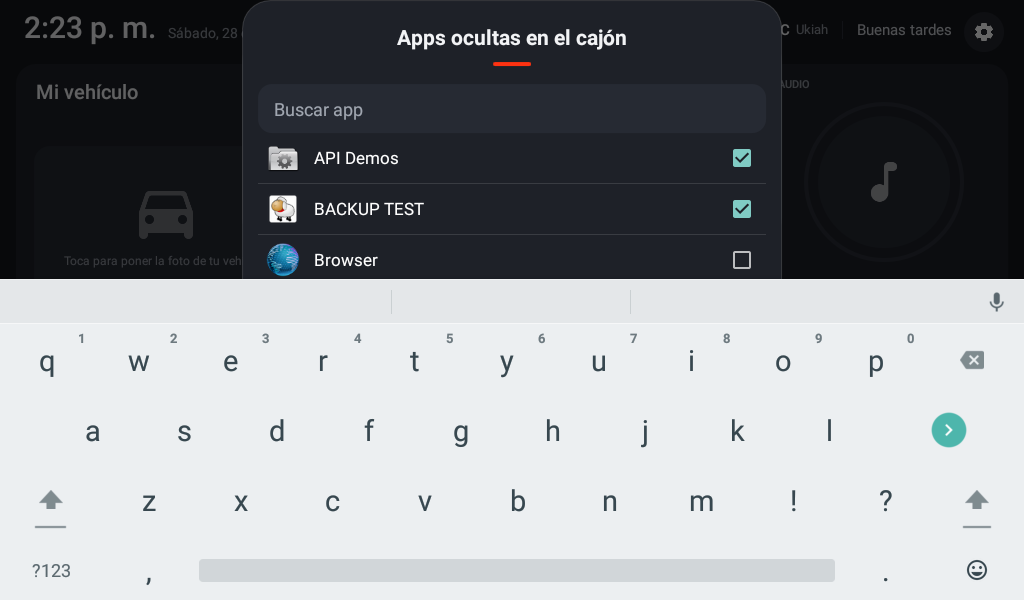 2:23 p. m.
Sábado, 28
C Ukiah
Buenas tardes
Apps ocultas en el cajón
Mi vehículo
Buscar app
API Demos
BACKUP TEST
Browser
Toca para poner la foto de tu veh
1 2 3 4 5 6 7 8 9 0
q w e r t y u i o p
a s d f g h j k l
z x c v b n m ! ?
?123 , .